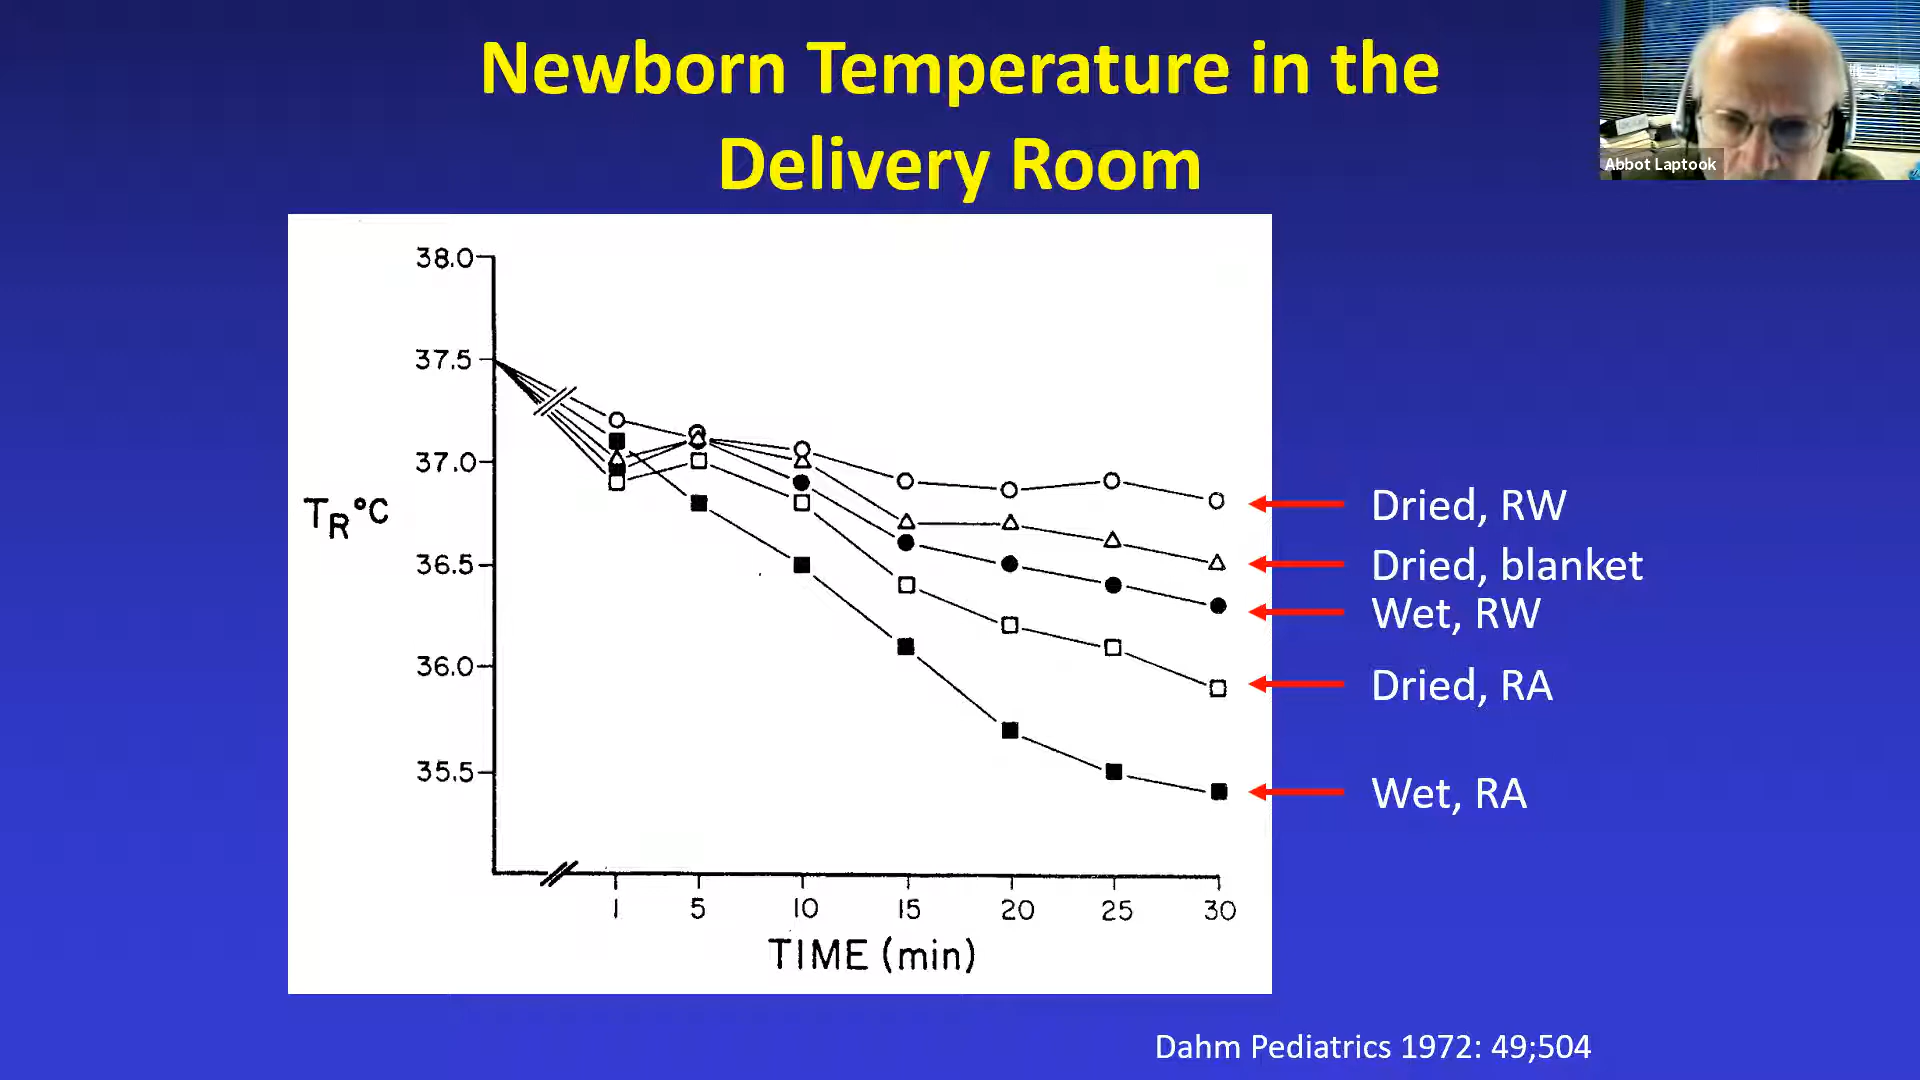 Newborn Temperature in the
Delivery Room
Abbot Laptook
38.0
37.5
37.0
36.5
36.0
35.5
TR°C
1 5 10 15 20 25 30
TIME (min)
Dried, RW
Dried, blanket
Wet, RW
Dried, RA
Wet, RA
Dahm Pediatrics 1972: 49;504